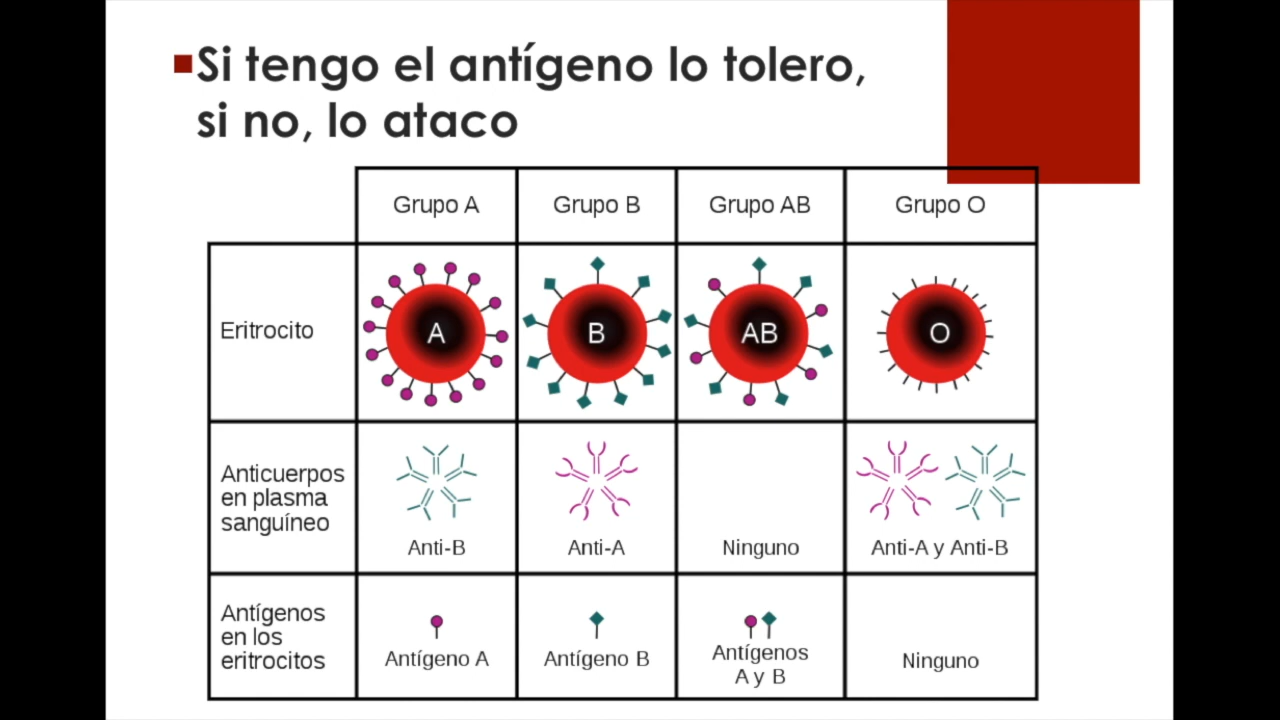 Si tengo el antígeno lo tolero,
si no, lo ataco
Grupo A
Grupo B
Grupo AB
Grupo O
Eritrocito
A
B
AB
O
Anticuerpos
en plasma
sanguíneo
Anti-B
Anti-A
Ninguno
Anti-A y Anti-B
Antígenos
en los
eritrocitos
Antígeno A
Antígeno B
Antígenos
A y B
Ninguno